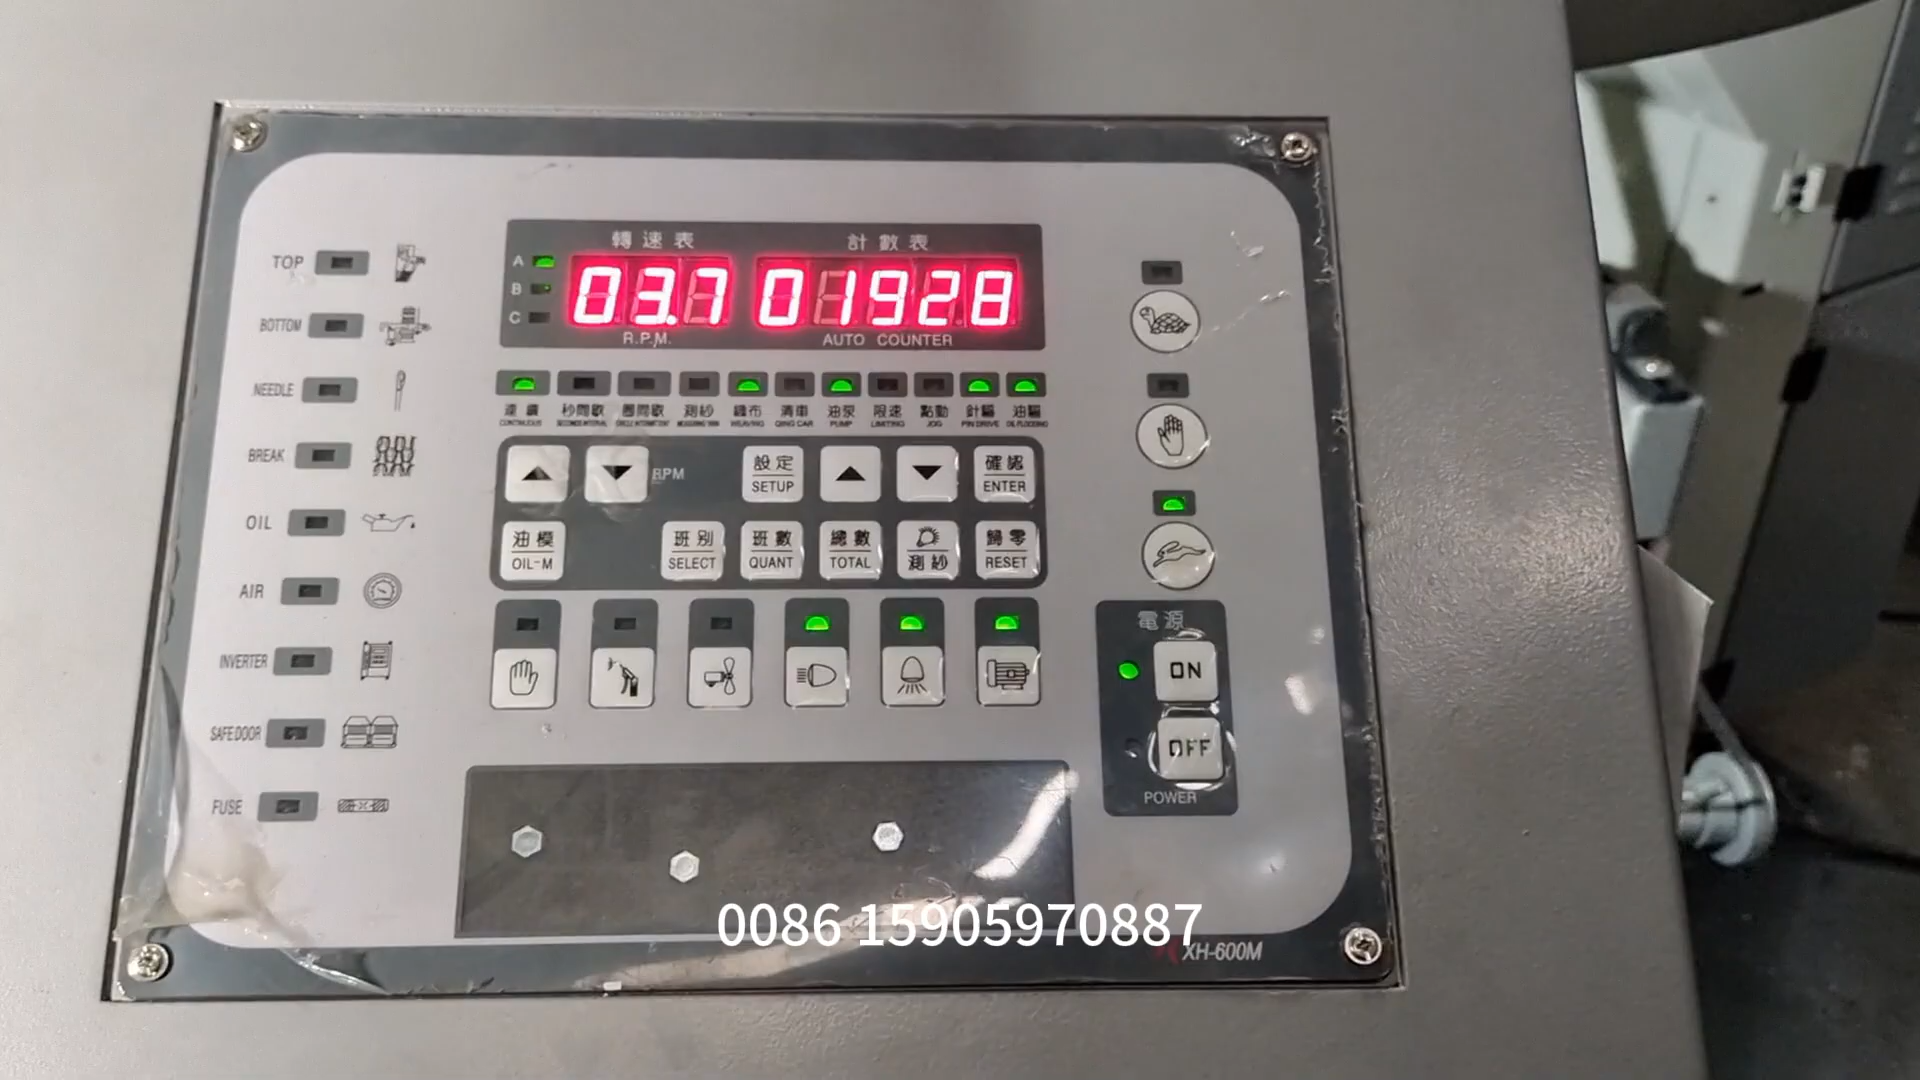 轉速表 計數表
A
B
C
03.7 01928
R.P.M. AUTO COUNTER
連續 秒間歇 圈間歇 測紗 織布 清車 油泵 限速 點動 針驅 油驅
CONTINUOUS SECONDS INTERVAL CIRCLE INTERMITTENT MEASURING YARN WEAVING QING CAR PUMP LIMITING JOG PIN DRIVE OIL FLOODING
RPM 設定 SETUP 確認 ENTER
油模 OIL-M 班別 SELECT 班數 QUANT 總數 TOTAL 測紗 歸零 RESET
TOP
BOTTOM
NEEDLE
BREAK
OIL
AIR
INVERTER
SAFE DOOR
FUSE
電源
ON
OFF
POWER
0086 15905970887
XH-600M